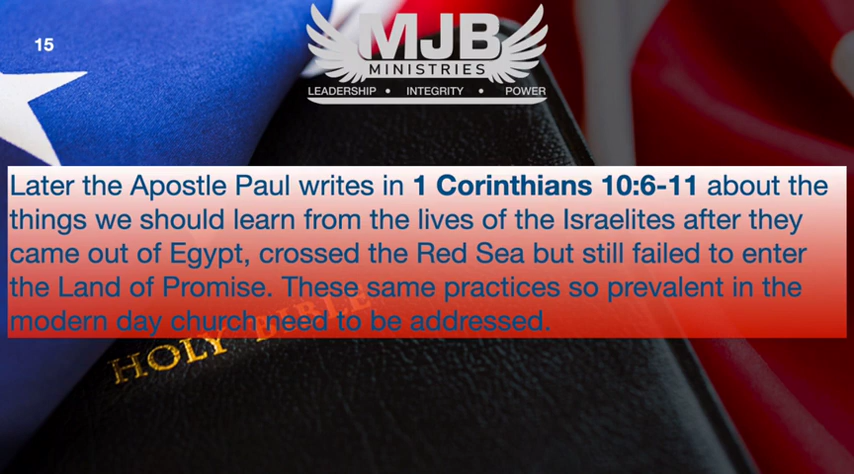 15
MJB
MINISTRIES
LEADERSHIP • INTEGRITY • POWER
Later the Apostle Paul writes in 1 Corinthians 10:6-11 about the
things we should learn from the lives of the Israelites after they
came out of Egypt, crossed the Red Sea but still failed to enter
the Land of Promise. These same practices so prevalent in the
modern day church need to be addressed.
HOLY BIBLE